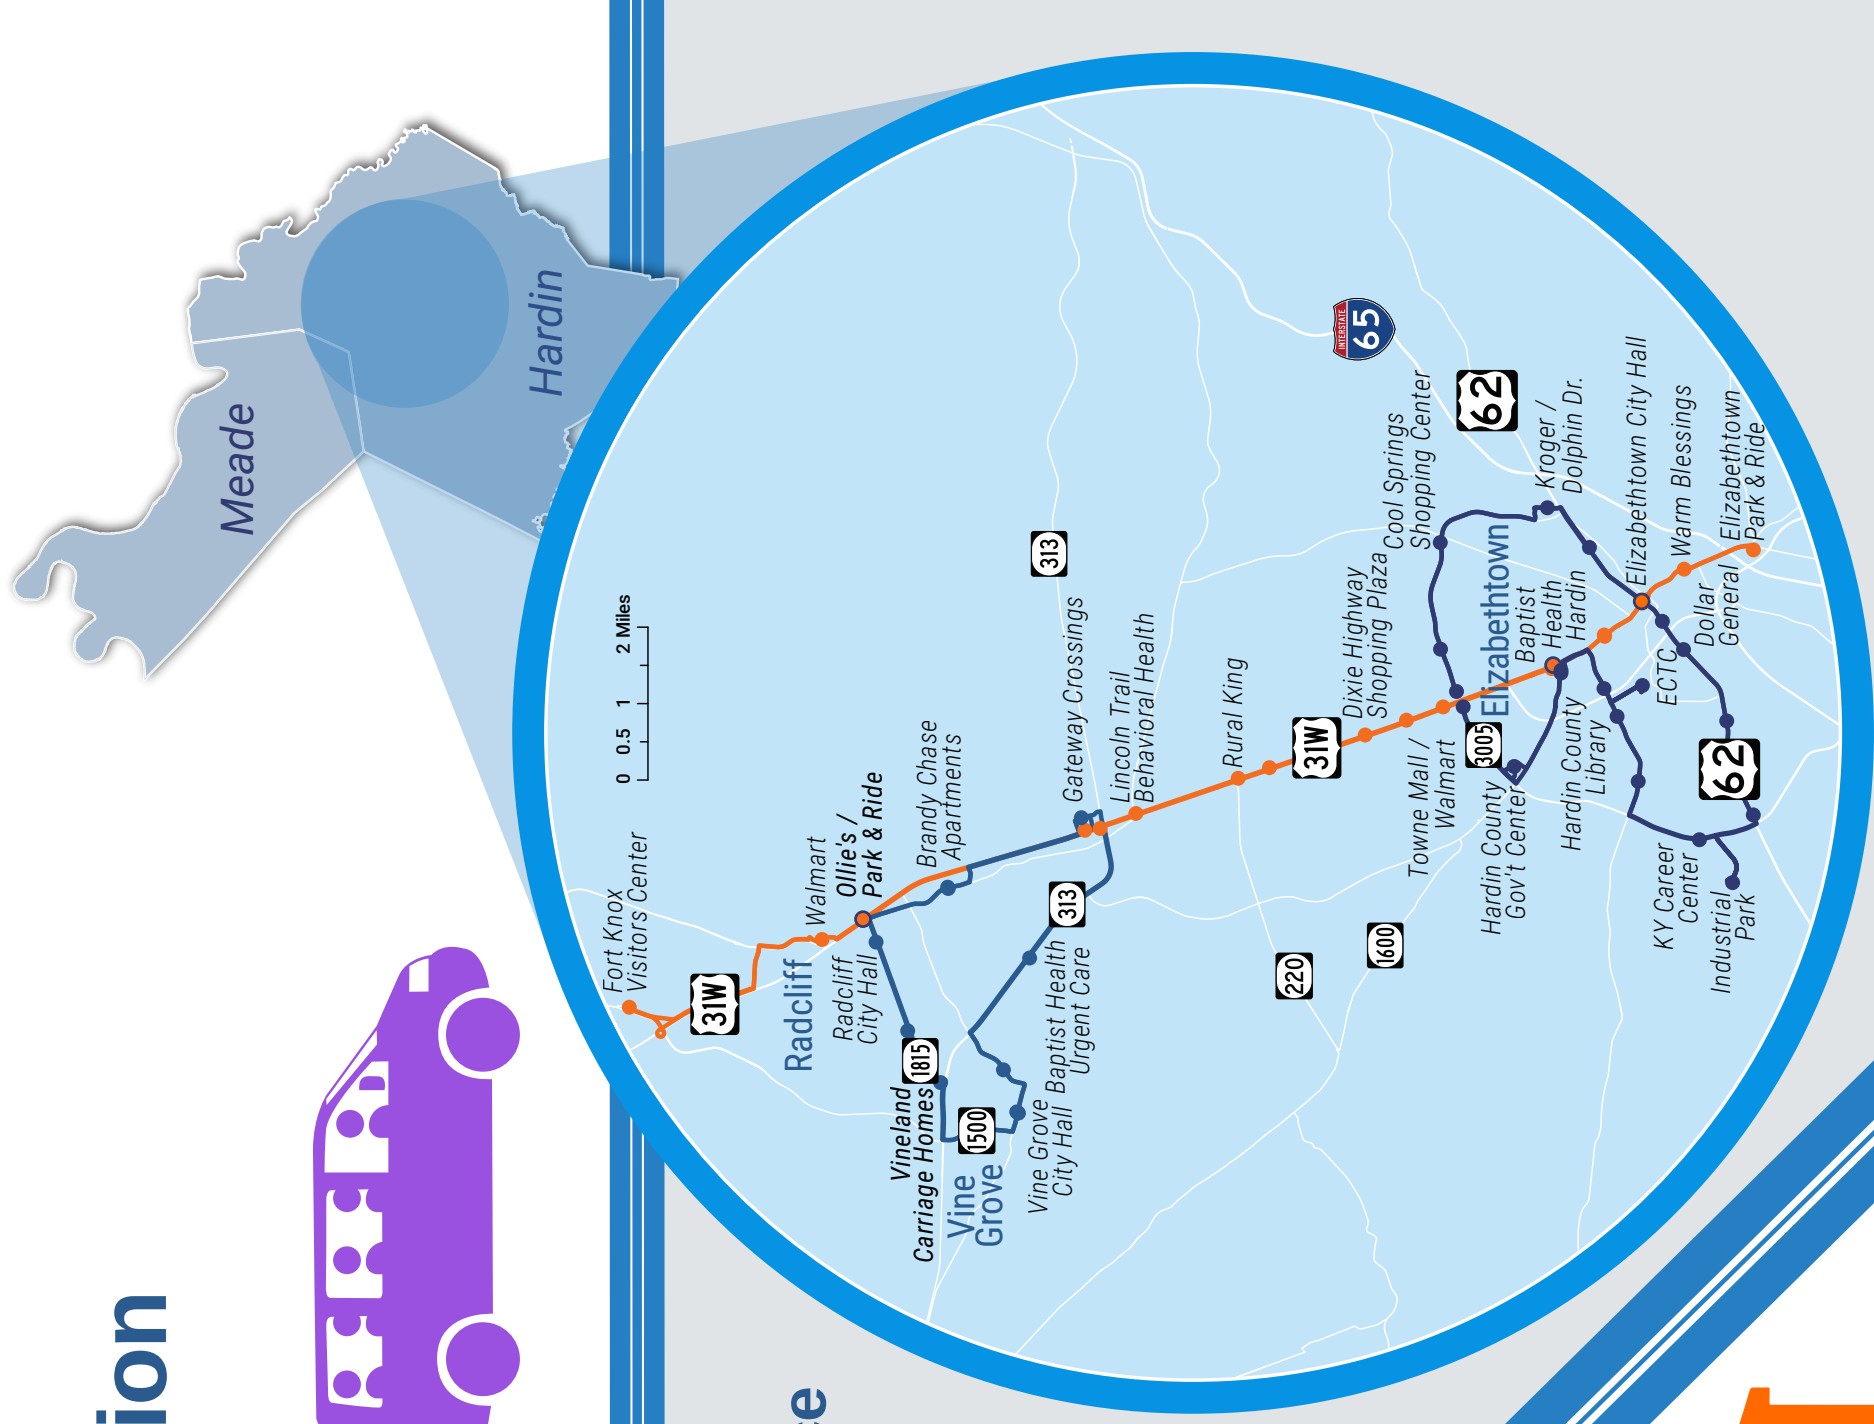 Meade
Hardin
ion
ce
0 0.5 1 2 Miles
Fort Knox
Visitors Center
31W
Radcliff
Walmart
Ollie's /
Park & Ride
Radcliff
City Hall
1815
Vineland
Carriage Homes
Vine
Grove
1500
Brandy Chase
Apartments
Vine Grove
City Hall
Baptist Health
Urgent Care
313
Gateway Crossings
313
Lincoln Trail
Behavioral Health
Rural King
220
31W
1600
65
INTERSTATE
Dixie Highway
Shopping Plaza
Cool Springs
Shopping Center
62
Towne Mall /
Walmart
3005
Elizabethtown
Hardin County
Gov't Center
Baptist
Health
Hardin
Kroger /
Dolphin Dr.
Hardin County
Library
Elizabethtown City Hall
ECTC
Warm Blessings
Dollar
General
Elizabethtown
Park & Ride
KY Career
Center
62
Industrial
Park